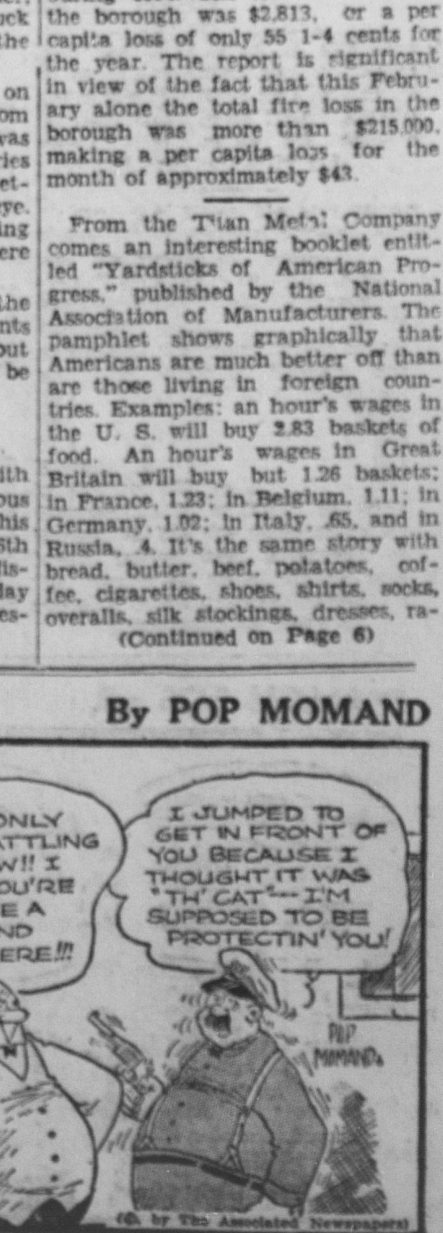 the borough was $2,813, or a per
capita loss of only 55 1-4 cents for
the year. The report is significant
in view of the fact that this Febru-
ary alone the total fire loss in the
borough was more than $215,000,
making a per capita loss for the
month of approximately $43.
From the Titan Metal Company
comes an interesting booklet entit-
led "Yardsticks of American Pro-
gress," published by the National
Association of Manufacturers. The
pamphlet shows graphically that
Americans are much better off than
are those living in foreign coun-
tries. Examples: an hour's wages in
the U. S. will buy 2.83 baskets of
food. An hour's wages in Great
Britain will buy but 1.26 baskets;
in France, 1.23; in Belgium, 1.11; in
Germany, 1.02; in Italy, .65, and in
Russia, .4. It's the same story with
bread, butter, beef, potatoes, cof-
fee, cigarettes, shoes, shirts, socks,
overalls, silk stockings, dresses, ra-
(Continued on Page 6)
By POP MOMAND
ONLY
ATTLING
W!! I
OU'RE
E A
ND
ERE!!!
I JUMPED TO
GET IN FRONT OF
YOU BECAUSE I
THOUGHT IT WAS
"TH' CAT"--- I'M
SUPPOSED TO BE
PROTECTIN' YOU!
POP
MOMAND.
(©. by The Associated Newspapers)